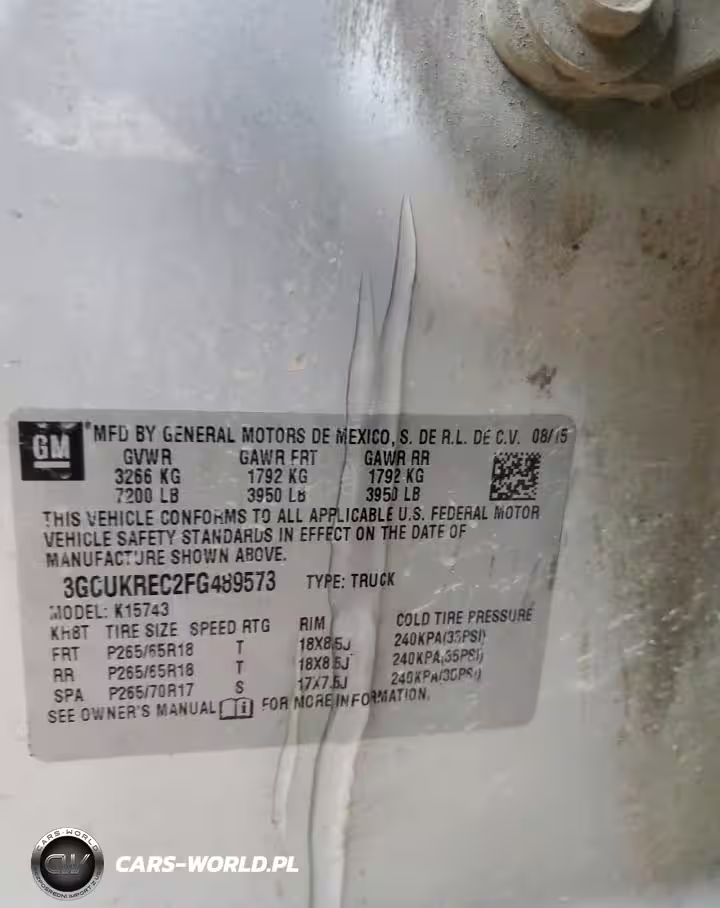 GM
*MFD BY GENERAL MOTORS DE MEXICO, S. DE R.L. DE C.V. 08/15
GVWR GAWR FRT GAWR RR
3266 KG 1792 KG 1792 KG
7200 LB 3950 LB 3950 LB
THIS VEHICLE CONFORMS TO ALL APPLICABLE U.S. FEDERAL MOTOR
VEHICLE SAFETY STANDARDS IN EFFECT ON THE DATE OF
MANUFACTURE SHOWN ABOVE.
3GCUKREC2FG489573 TYPE: TRUCK
MODEL: K15743
KH8T TIRE SIZE SPEED RTG RIM COLD TIRE PRESSURE
FRT P265/65R18 T 18X8.5J 240KPA(35PSI)
RR P265/65R18 T 18X8.5J 240KPA(35PSI)
SPA P265/70R17 S 17X7.5J 240KPA(35PSI)
SEE OWNER'S MANUAL FOR MORE INFORMATION.
CARS-WORLD
CW
CARS-WORLD.PL